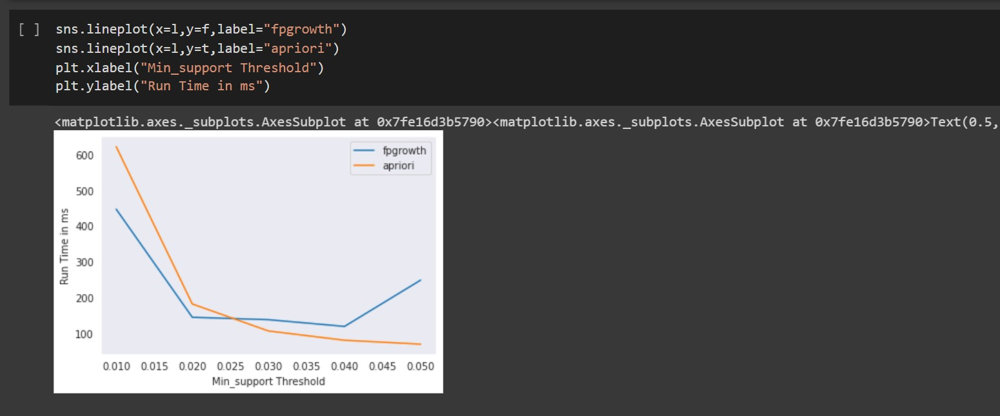 [ ] sns.lineplot(x=l,y=f,label="fpgrowth")
sns.lineplot(x=l,y=t,label="apriori")
plt.xlabel("Min_support Threshold")
plt.ylabel("Run Time in ms")
<matplotlib.axes._subplots.AxesSubplot at 0x7fe16d3b5790><matplotlib.axes._subplots.AxesSubplot at 0x7fe16d3b5790>Text(0.5,
fpgrowth
apriori
600
500
400
300
200
100
Run Time in ms
0.010 0.015 0.020 0.025 0.030 0.035 0.040 0.045 0.050
Min_support Threshold